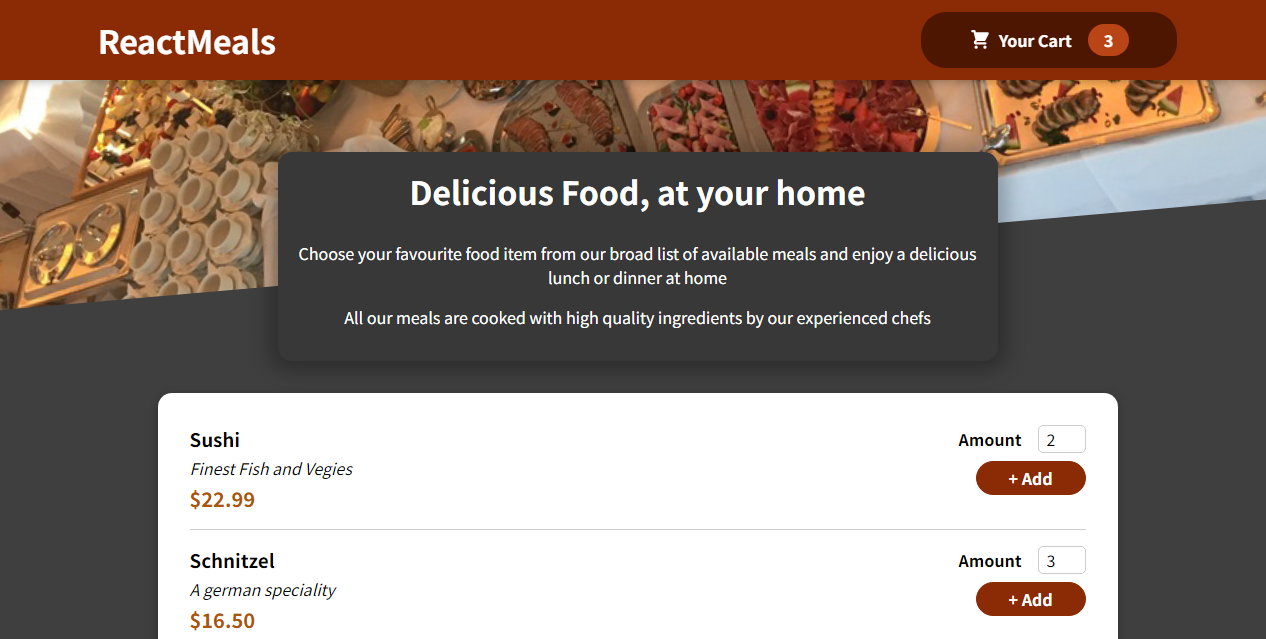 ReactMeals
Your Cart 3
Delicious Food, at your home
Choose your favourite food item from our broad list of available meals and enjoy a delicious
lunch or dinner at home
All our meals are cooked with high quality ingredients by our experienced chefs
Sushi
Finest Fish and Vegies
$22.99
Amount 2
+ Add
Schnitzel
A german speciality
$16.50
Amount 3
+ Add